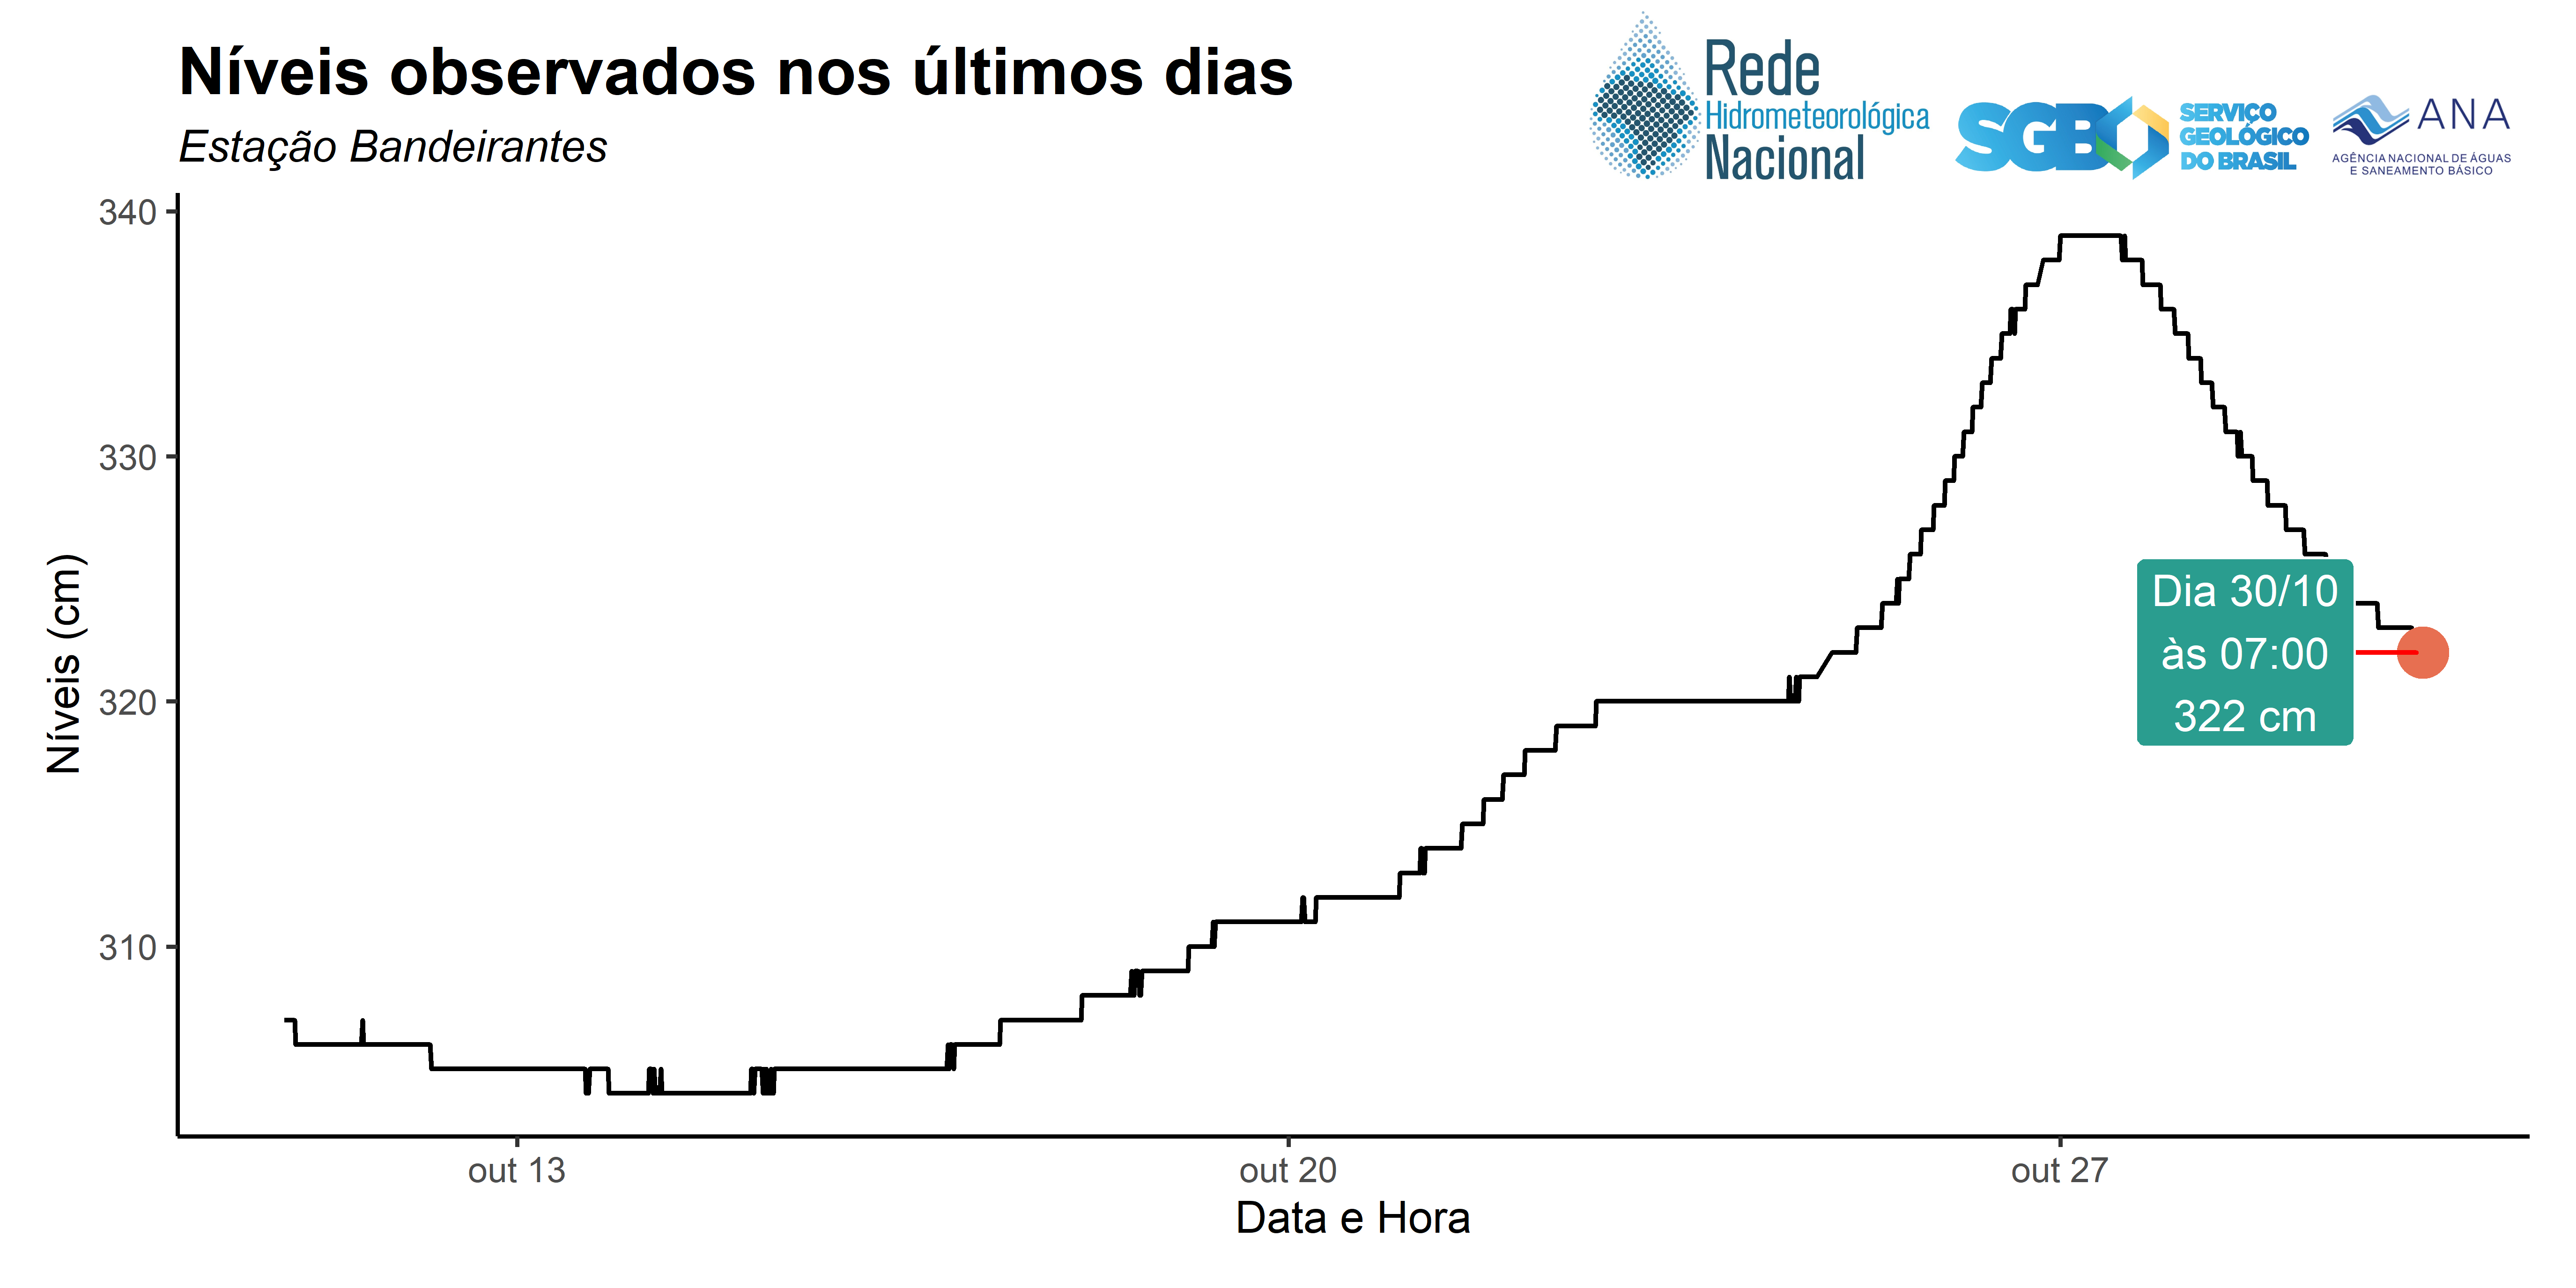 Níveis observados nos últimos dias
Estação Bandeirantes
Rede
Hidrometeorológica
Nacional
SGB
SERVIÇO
GEOLÓGICO
DO BRASIL
ANA
AGÊNCIA NACIONAL DE ÁGUAS
E SANEAMENTO BÁSICO
340
330
320
310
Níveis (cm)
Dia 30/10
às 07:00
322 cm
out 13
out 20
out 27
Data e Hora